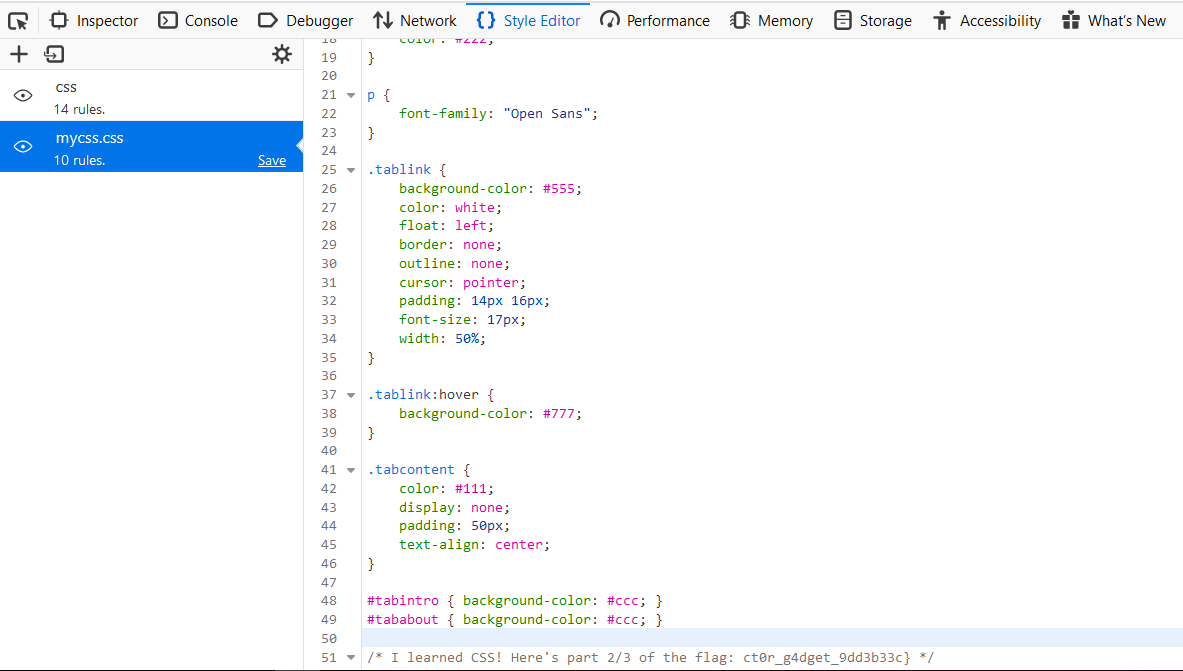 Inspector Console Debugger Network Style Editor Performance Memory Storage Accessibility What's New
css
14 rules.
mycss.css
10 rules. Save
18 color: #222;
19 }
20
21 p {
22 font-family: "Open Sans";
23 }
24
25 .tablink {
26 background-color: #555;
27 color: white;
28 float: left;
29 border: none;
30 outline: none;
31 cursor: pointer;
32 padding: 14px 16px;
33 font-size: 17px;
34 width: 50%;
35 }
36
37 .tablink:hover {
38 background-color: #777;
39 }
40
41 .tabcontent {
42 color: #111;
43 display: none;
44 padding: 50px;
45 text-align: center;
46 }
47
48 #tabintro { background-color: #ccc; }
49 #tababout { background-color: #ccc; }
50
51 /* I learned CSS! Here's part 2/3 of the flag: ct0r_g4dget_9dd3b33c} */